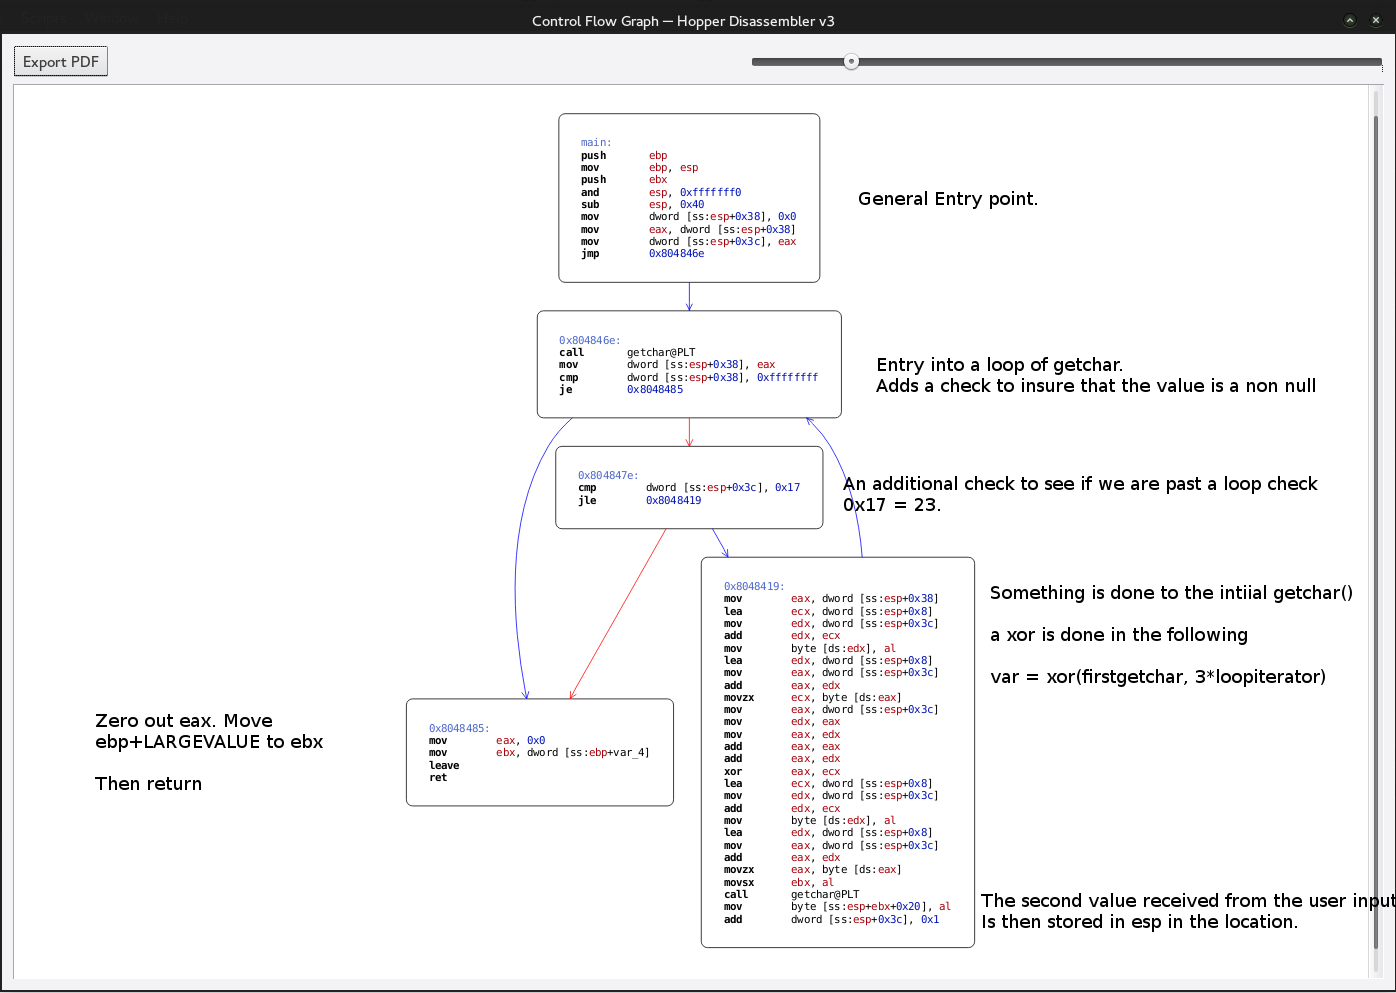 Control Flow Graph — Hopper Disassembler v3
Export PDF
main:
push ebp
mov ebp, esp
push ebx
and esp, 0xfffffff0
sub esp, 0x40
mov dword [ss:esp+0x38], 0x0
mov eax, dword [ss:esp+0x38]
mov dword [ss:esp+0x3c], eax
jmp 0x804846e
General Entry point.
0x804846e:
call getchar@PLT
mov dword [ss:esp+0x38], eax
cmp dword [ss:esp+0x38], 0xffffffff
je 0x8048485
Entry into a loop of getchar.
Adds a check to insure that the value is a non null
0x804847e:
cmp dword [ss:esp+0x3c], 0x17
jle 0x8048419
An additional check to see if we are past a loop check
0x17 = 23.
0x8048419:
mov eax, dword [ss:esp+0x38]
lea ecx, dword [ss:esp+0x8]
mov edx, dword [ss:esp+0x3c]
add edx, ecx
mov byte [ds:edx], al
lea edx, dword [ss:esp+0x8]
mov eax, dword [ss:esp+0x3c]
add eax, edx
movzx ecx, byte [ds:eax]
mov eax, dword [ss:esp+0x3c]
mov edx, eax
mov eax, edx
add eax, eax
add eax, edx
xor eax, ecx
lea ecx, dword [ss:esp+0x8]
mov edx, dword [ss:esp+0x3c]
add edx, ecx
mov byte [ds:edx], al
lea edx, dword [ss:esp+0x8]
mov eax, dword [ss:esp+0x3c]
add eax, edx
movzx eax, byte [ds:eax]
movsx ebx, al
call getchar@PLT
mov byte [ss:esp+ebx+0x20], al
add dword [ss:esp+0x3c], 0x1
Something is done to the intiial getchar()
a xor is done in the following
var = xor(firstgetchar, 3*loopiterator)
The second value received from the user input
Is then stored in esp in the location.
Zero out eax. Move
ebp+LARGEVALUE to ebx
Then return
0x8048485:
mov eax, 0x0
mov ebx, dword [ss:ebp+var_4]
leave
ret